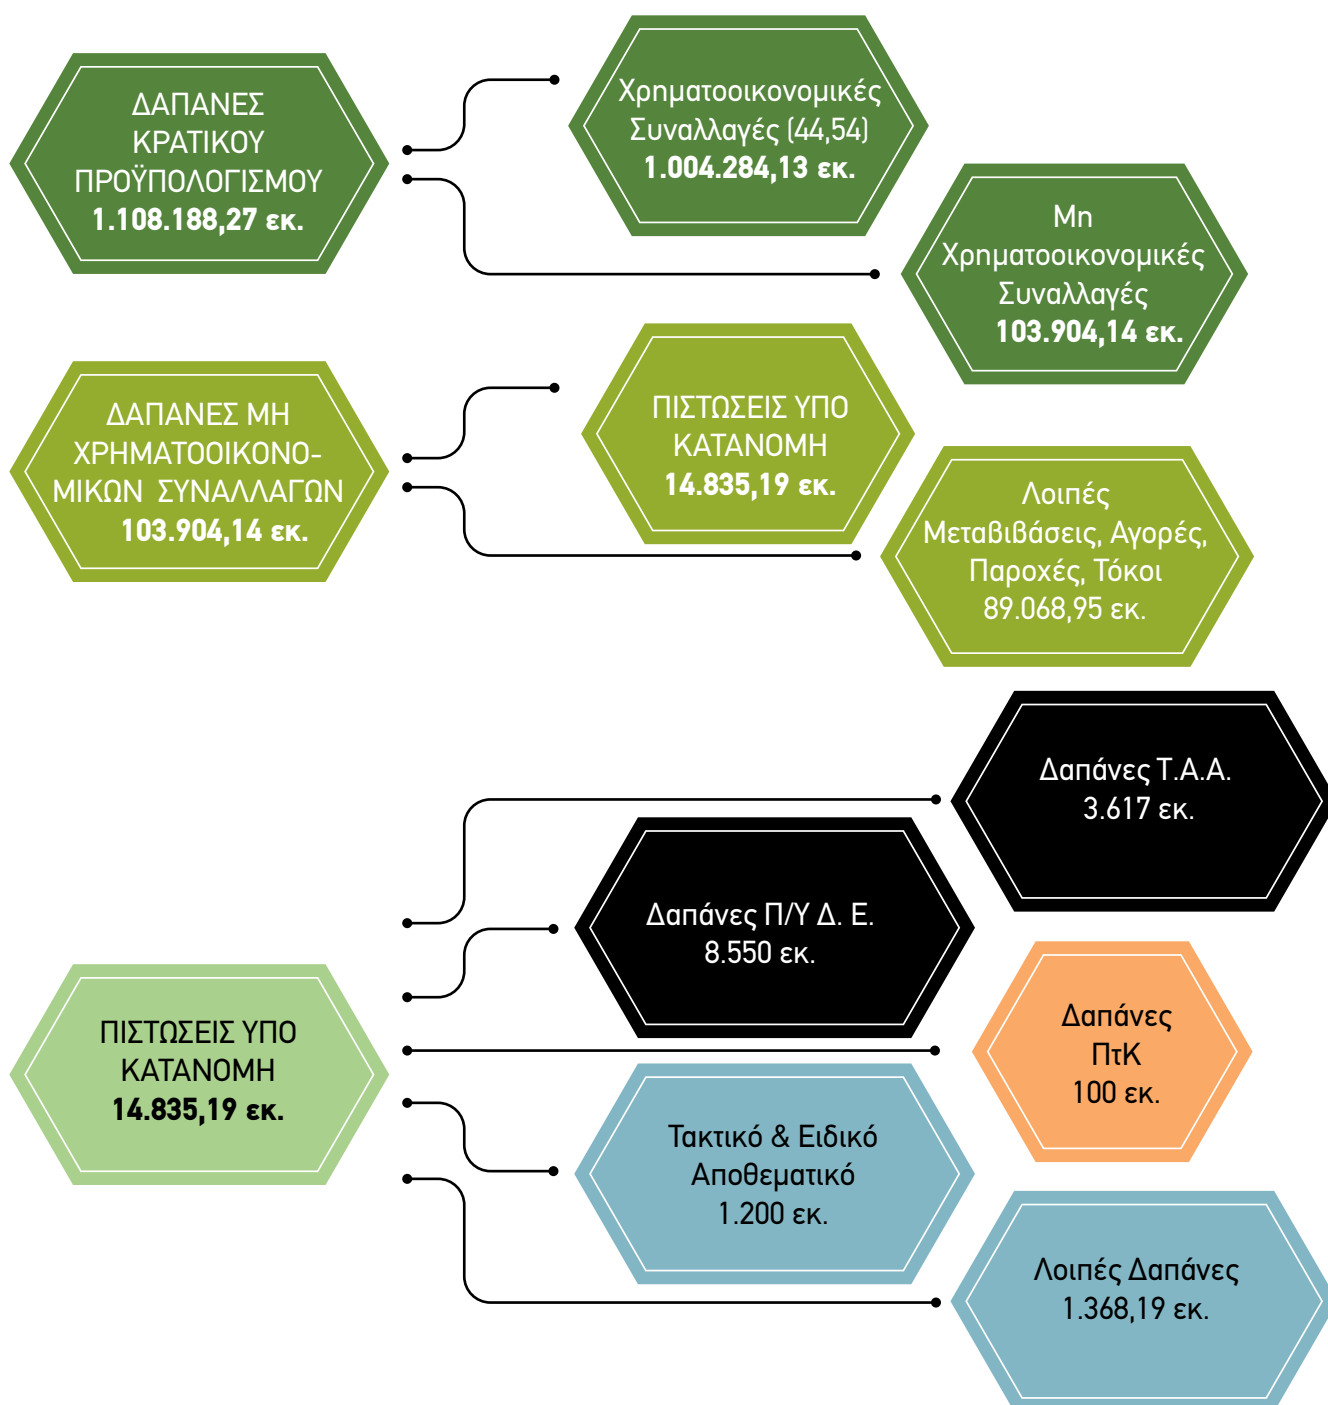 ΔΑΠΑΝΕΣ
ΚΡΑΤΙΚΟΥ
ΠΡΟΫΠΟΛΟΓΙΣΜΟΥ
1.108.188,27 εκ.
Χρηματοοικονομικές
Συναλλαγές (44,54)
1.004.284,13 εκ.
Μη
Χρηματοοικονομικές
Συναλλαγές
103.904,14 εκ.
ΔΑΠΑΝΕΣ ΜΗ
ΧΡΗΜΑΤΟΟΙΚΟΝΟ-
ΜΙΚΩΝ ΣΥΝΑΛΛΑΓΩΝ
103.904,14 εκ.
ΠΙΣΤΩΣΕΙΣ ΥΠΟ
ΚΑΤΑΝΟΜΗ
14.835,19 εκ.
Λοιπές
Μεταβιβάσεις, Αγορές,
Παροχές, Τόκοι
89.068,95 εκ.
Δαπάνες Τ.Α.Α.
3.617 εκ.
Δαπάνες Π/Υ Δ. Ε.
8.550 εκ.
ΠΙΣΤΩΣΕΙΣ ΥΠΟ
ΚΑΤΑΝΟΜΗ
14.835,19 εκ.
Δαπάνες
ΠτΚ
100 εκ.
Τακτικό & Ειδικό
Αποθεματικό
1.200 εκ.
Λοιπές Δαπάνες
1.368,19 εκ.